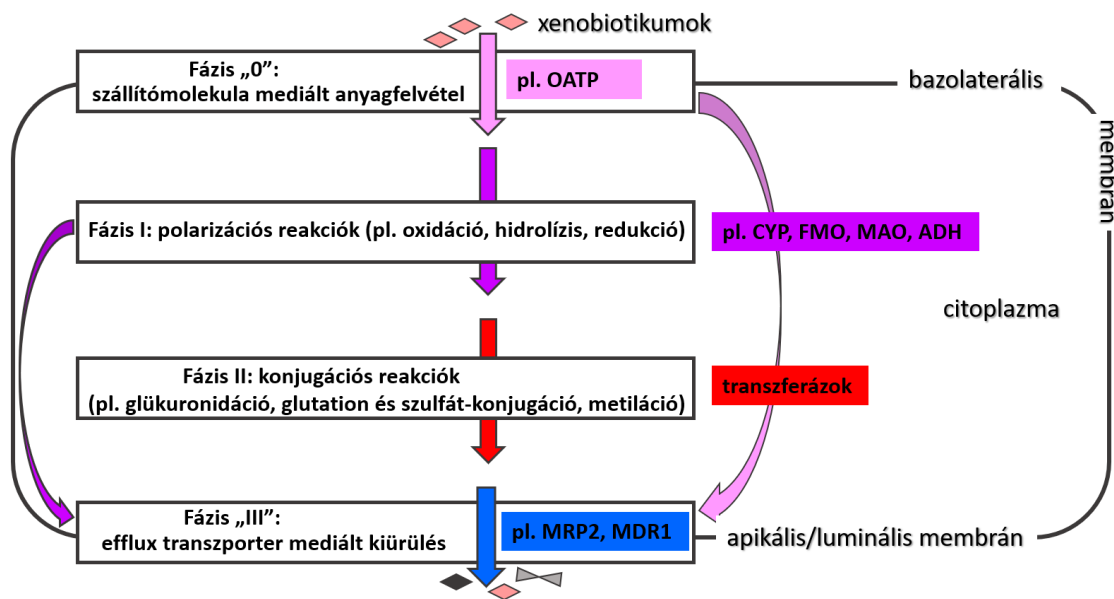 xenobiotikumok
Fázis „0”:
szállítómolekula mediált anyagfelvétel
pl. OATP
bazolaterális
membran
Fázis I: polarizációs reakciók (pl. oxidáció, hidrolízis, redukció)
pl. CYP, FMO, MAO, ADH
citoplazma
Fázis II: konjugációs reakciók
(pl. glükuronidáció, glutation és szulfát-konjugáció, metiláció)
transzferázok
Fázis „III”:
efflux transzporter mediált kiürülés
pl. MRP2, MDR1
apikális/luminális membrán